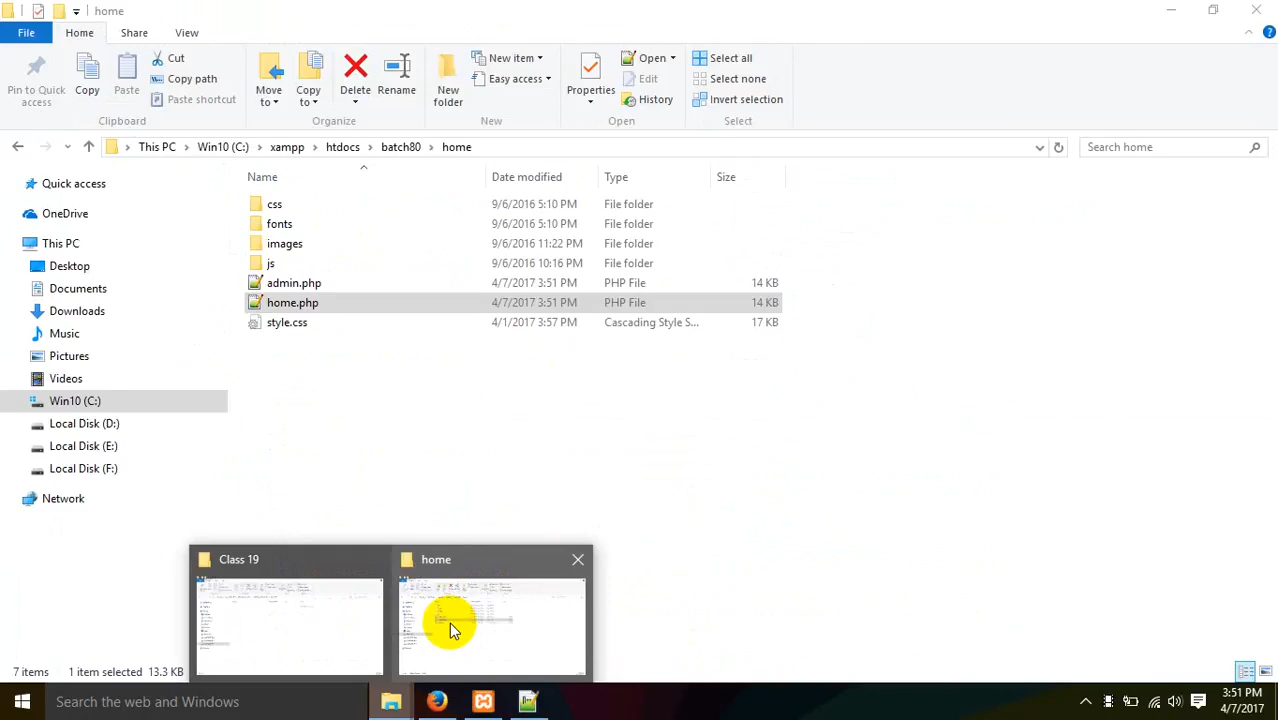 home
File Home Share View
Pin to Quick access
Copy
Paste
Cut
Copy path
Paste shortcut
Clipboard
Move to
Copy to
Delete
Rename
Organize
New folder
New item
Easy access
New
Properties
Open
Edit
History
Open
Select all
Select none
Invert selection
Select
This PC Win10 (C:) xampp htdocs batch80 home
Search home
Name Date modified Type Size
Quick access
OneDrive
This PC
Desktop
Documents
Downloads
Music
Pictures
Videos
Win10 (C:)
Local Disk (D:)
Local Disk (E:)
Local Disk (F:)
Network
css 9/6/2016 5:10 PM File folder
fonts 9/6/2016 5:10 PM File folder
images 9/6/2016 11:22 PM File folder
js 9/6/2016 10:16 PM File folder
admin.php 4/7/2017 3:51 PM PHP File 14 KB
home.php 4/7/2017 3:51 PM PHP File 14 KB
style.css 4/1/2017 3:57 PM Cascading Style S... 17 KB
Class 19
home
7 items 1 item selected 13.3 KB
Search the web and Windows
3:51 PM
4/7/2017